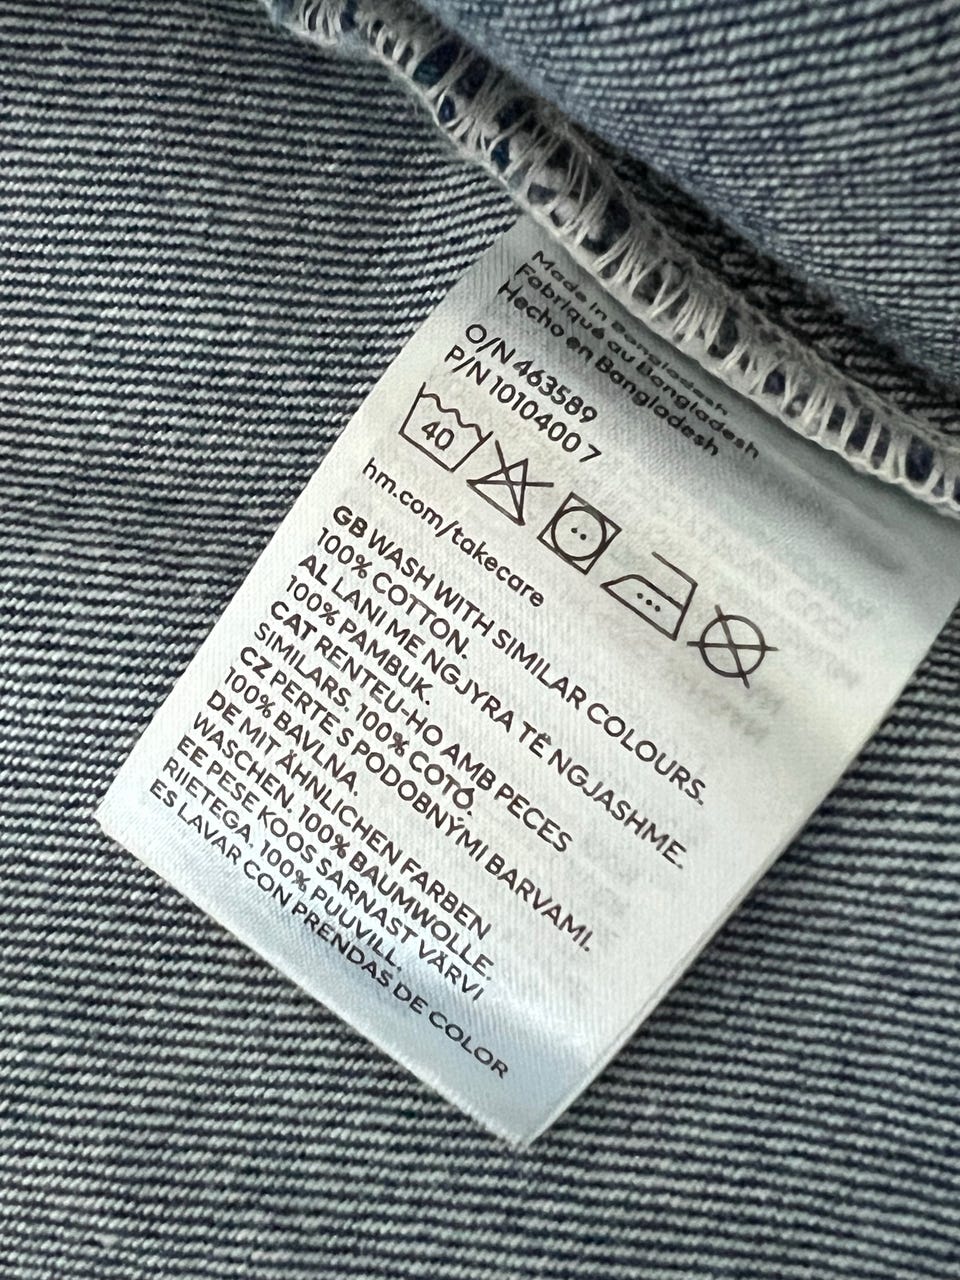 Made in Bangladesh
Fabriqué au Bangladesh
Hecho en Bangladesh
O/N 463589
P/N 1010400 7
40
hm.com/takecare
GB WASH WITH SIMILAR COLOURS.
100% COTTON.
AL LANI ME NGJYRA TË NGJASHME.
100% PAMBUK.
CAT RENTEU-HO AMB PECES
SIMILARS. 100% COTÓ.
CZ PERTE S PODOBNÝMI BARVAMI.
100% BAVLNA.
DE MIT ÄHNLICHEN FARBEN
WASCHEN. 100% BAUMWOLLE.
EE PESE KOOS SARNAST VÄRVI
RIIETEGA. 100% PUUVILL.
ES LAVAR CON PRENDAS DE COLOR